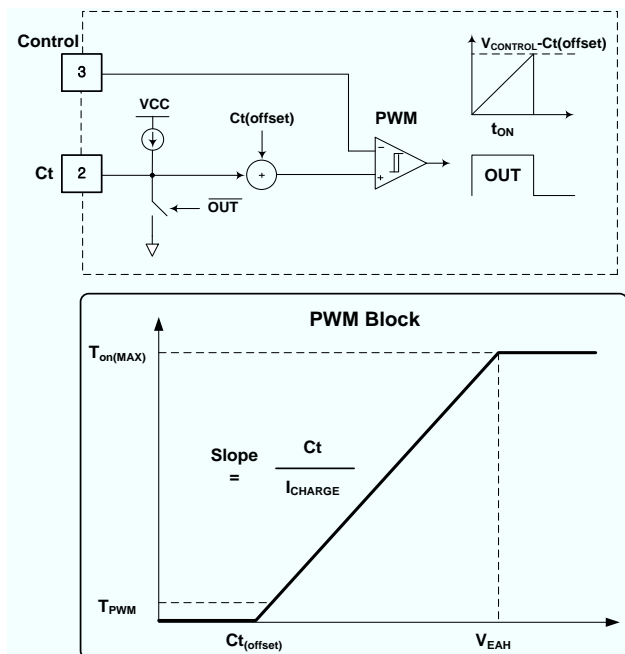 Control
3
VCC
Ct(offset)
PWM
VCONTROL-Ct(offset)
tON
Ct
2
OUT
+
−
+
OUT
PWM Block
Ton(MAX)
Slope
=
Ct
ICHARGE
TPWM
Ct(offset)
VEAH